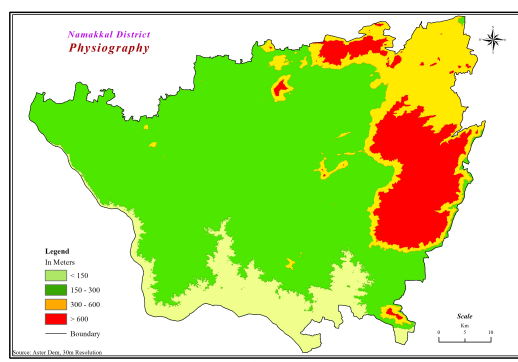 Namakkal District
Physiography
Legend
In Meters
< 150
150 - 300
300 - 600
> 600
Boundary
Scale
Km
0 5 10
Source: Aster Dem, 30m Resolution